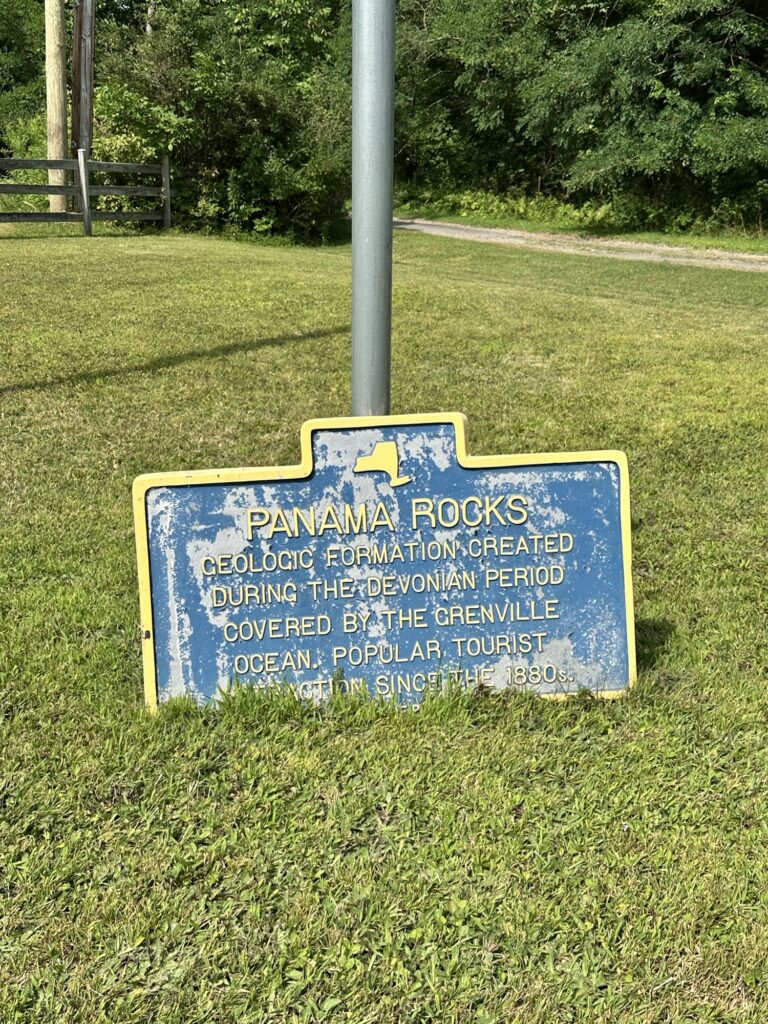 PANAMA ROCKS
GEOLOGIC FORMATION CREATED
DURING THE DEVONIAN PERIOD
COVERED BY THE GRENVILLE
OCEAN. POPULAR TOURIST
ATTRACTION SINCE THE 1880s.